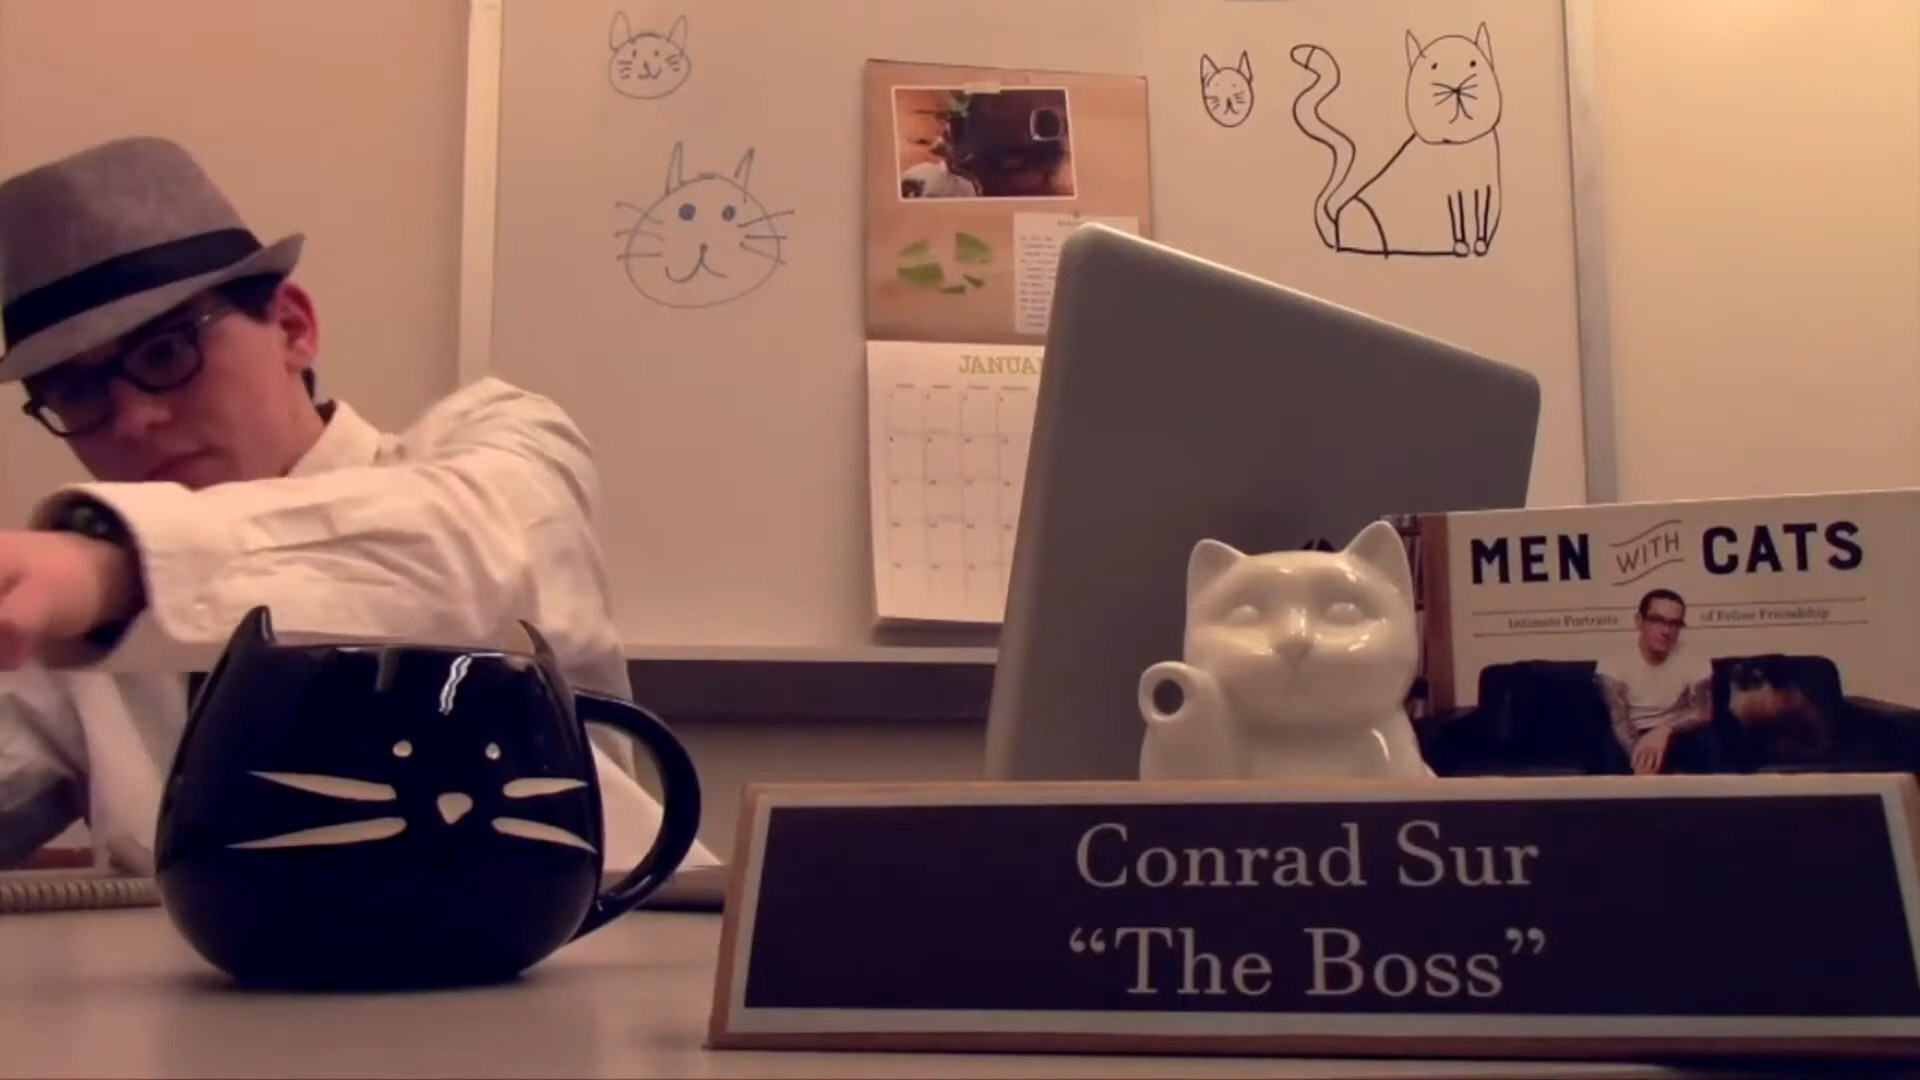 JANUA
MEN WITH CATS
Intimate Portraits of Feline Friendship
Conrad Sur
“The Boss”